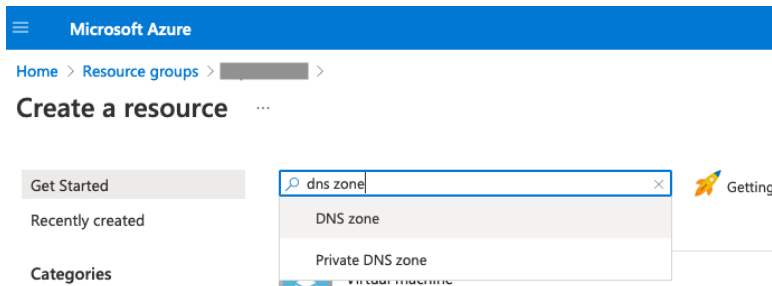 Microsoft Azure
Home > Resource groups > >
Create a resource ...
Get Started
dns zone
Getting
Recently created
DNS zone
Private DNS zone
Categories
Virtual machine